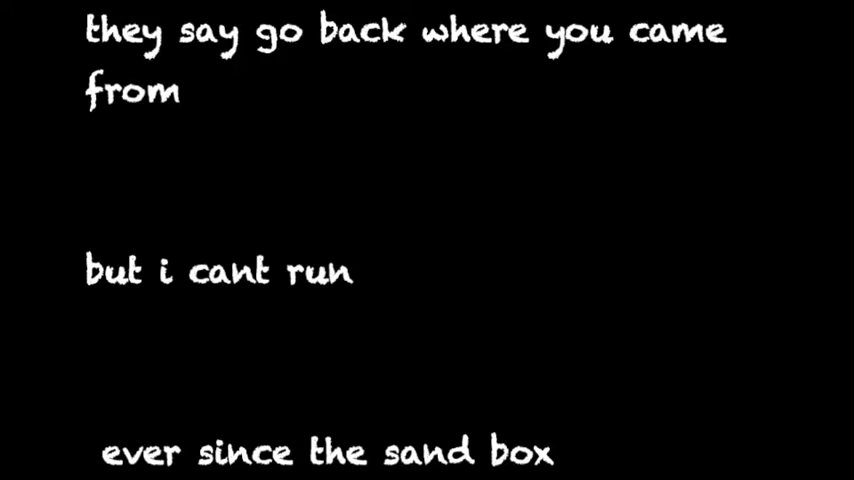 they say go back where you came
from
but i cant run
ever since the sand box